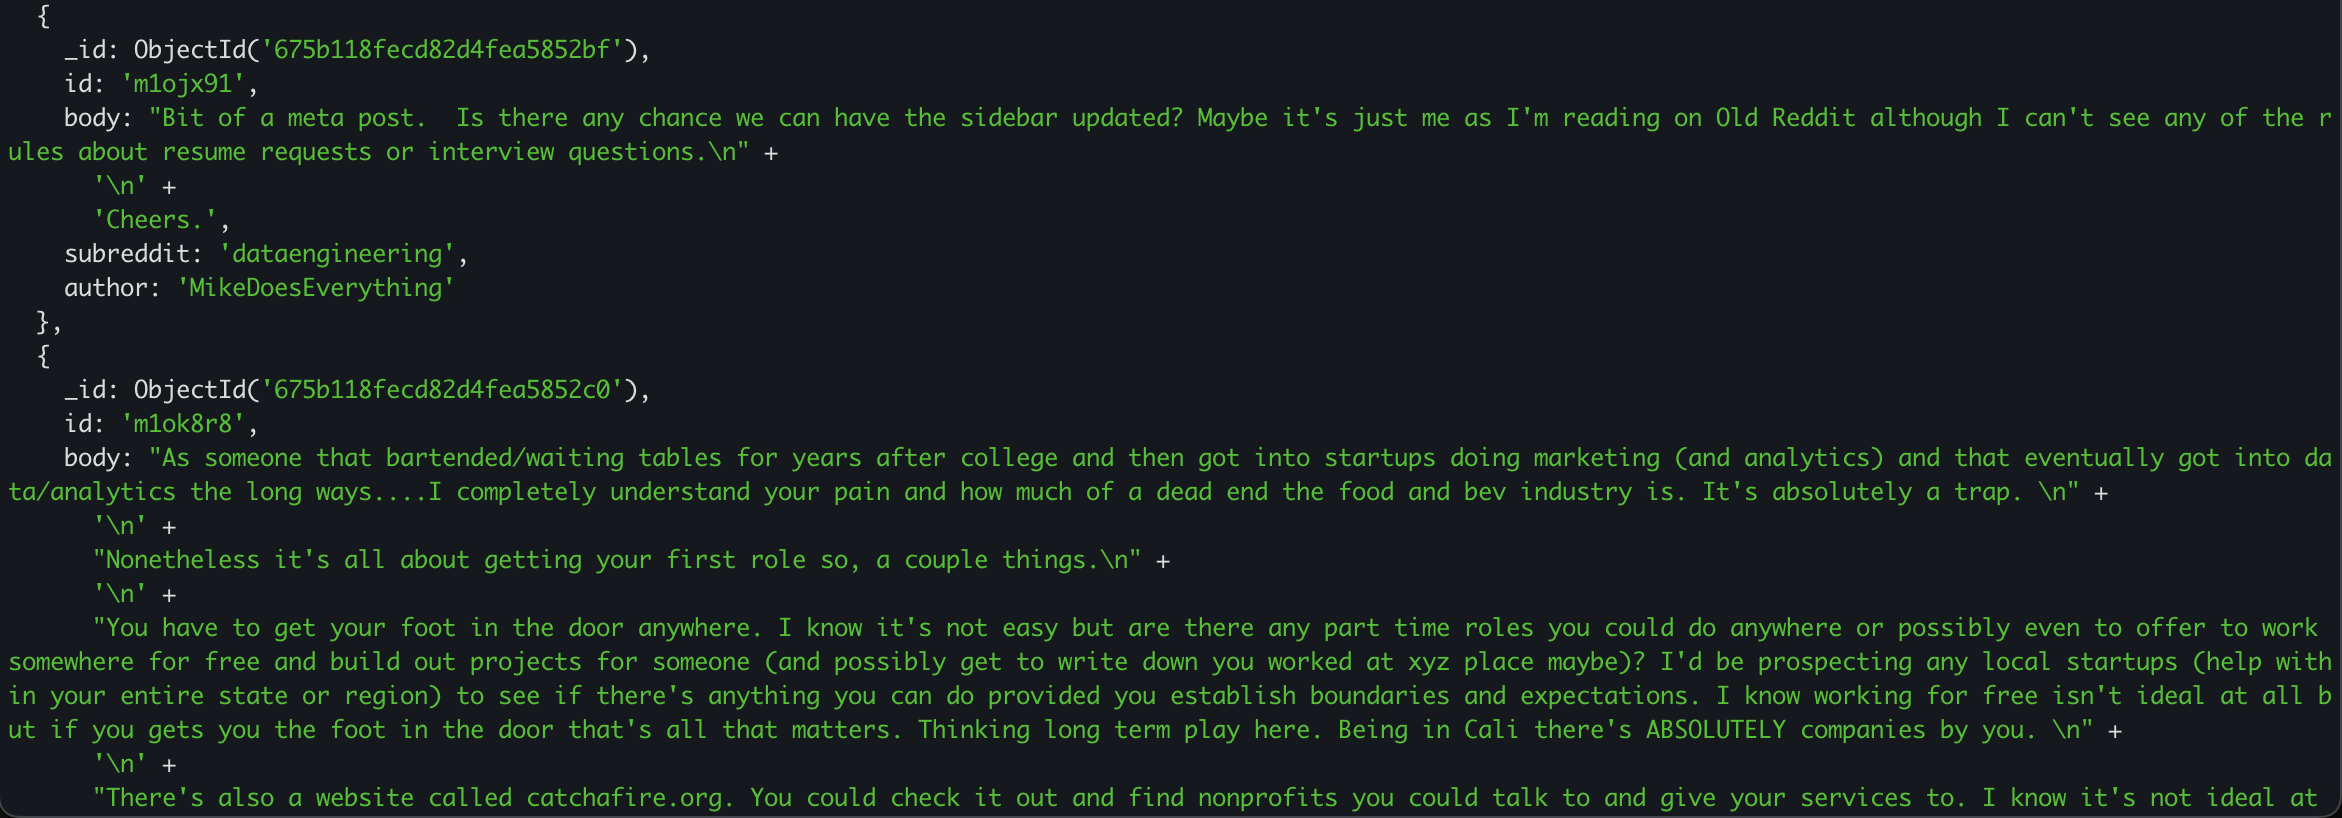 {
_id: ObjectId('675b118fecd82d4fea5852bf'),
id: 'm1ojx91',
body: "Bit of a meta post.  Is there any chance we can have the sidebar updated? Maybe it's just me as I'm reading on Old Reddit although I can't see any of the r
ules about resume requests or interview questions.\n" +
'\n' +
'Cheers.',
subreddit: 'dataengineering',
author: 'MikeDoesEverything'
},
{
_id: ObjectId('675b118fecd82d4fea5852c0'),
id: 'm1ok8r8',
body: "As someone that bartended/waiting tables for years after college and then got into startups doing marketing (and analytics) and that eventually got into da
ta/analytics the long ways....I completely understand your pain and how much of a dead end the food and bev industry is. It's absolutely a trap. \n" +
'\n' +
"Nonetheless it's all about getting your first role so, a couple things.\n" +
'\n' +
"You have to get your foot in the door anywhere. I know it's not easy but are there any part time roles you could do anywhere or possibly even to offer to work
somewhere for free and build out projects for someone (and possibly get to write down you worked at xyz place maybe)? I'd be prospecting any local startups (help with
in your entire state or region) to see if there's anything you can do provided you establish boundaries and expectations. I know working for free isn't ideal at all b
ut if you gets you the foot in the door that's all that matters. Thinking long term play here. Being in Cali there's ABSOLUTELY companies by you. \n" +
'\n' +
"There's also a website called catchafire.org. You could check it out and find nonprofits you could talk to and give your services to. I know it's not ideal at